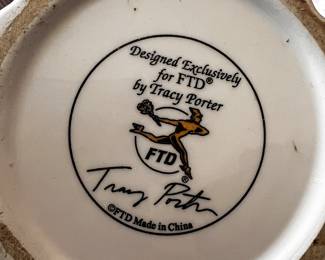 Designed Exclusively
for FTD®
by Tracy Porter
FTD®
Tracy Porter
©FTD Made in China